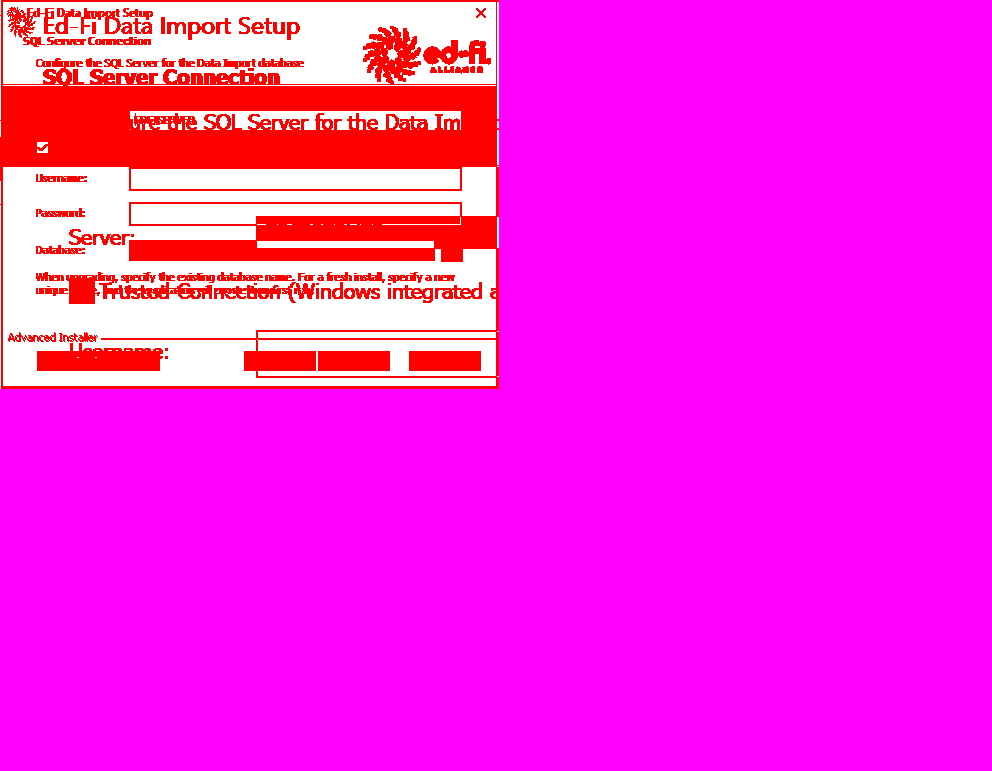 Ed-Fi Data Import Setup
Ed-Fi Data Import Setup
SQL Server Connection
Configure the SQL Server for the Data Import database
SQL Server Connection
ed-fi.
ALLIANCE
the SQL Server for the Data Im
Username:
Password:
Server:
Database:
When upgrading, specify the existing database name. For a fresh install, specify a new
unique
Trusted Connection (Windows integrated a
Advanced Installer
Username: